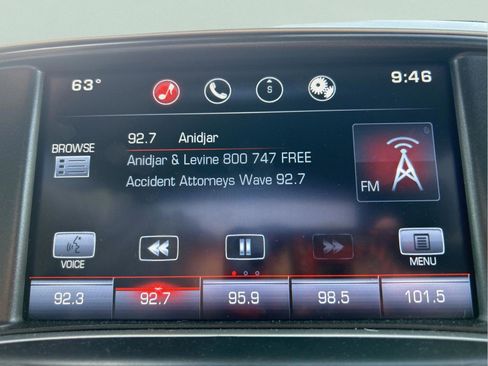 63°
S
9:46
BROWSE
92.7 Anidjar
Anidjar & Levine 800 747 FREE
Accident Attorneys Wave 92.7
FM
VOICE
MENU
92.3 92.7 95.9 98.5 101.5